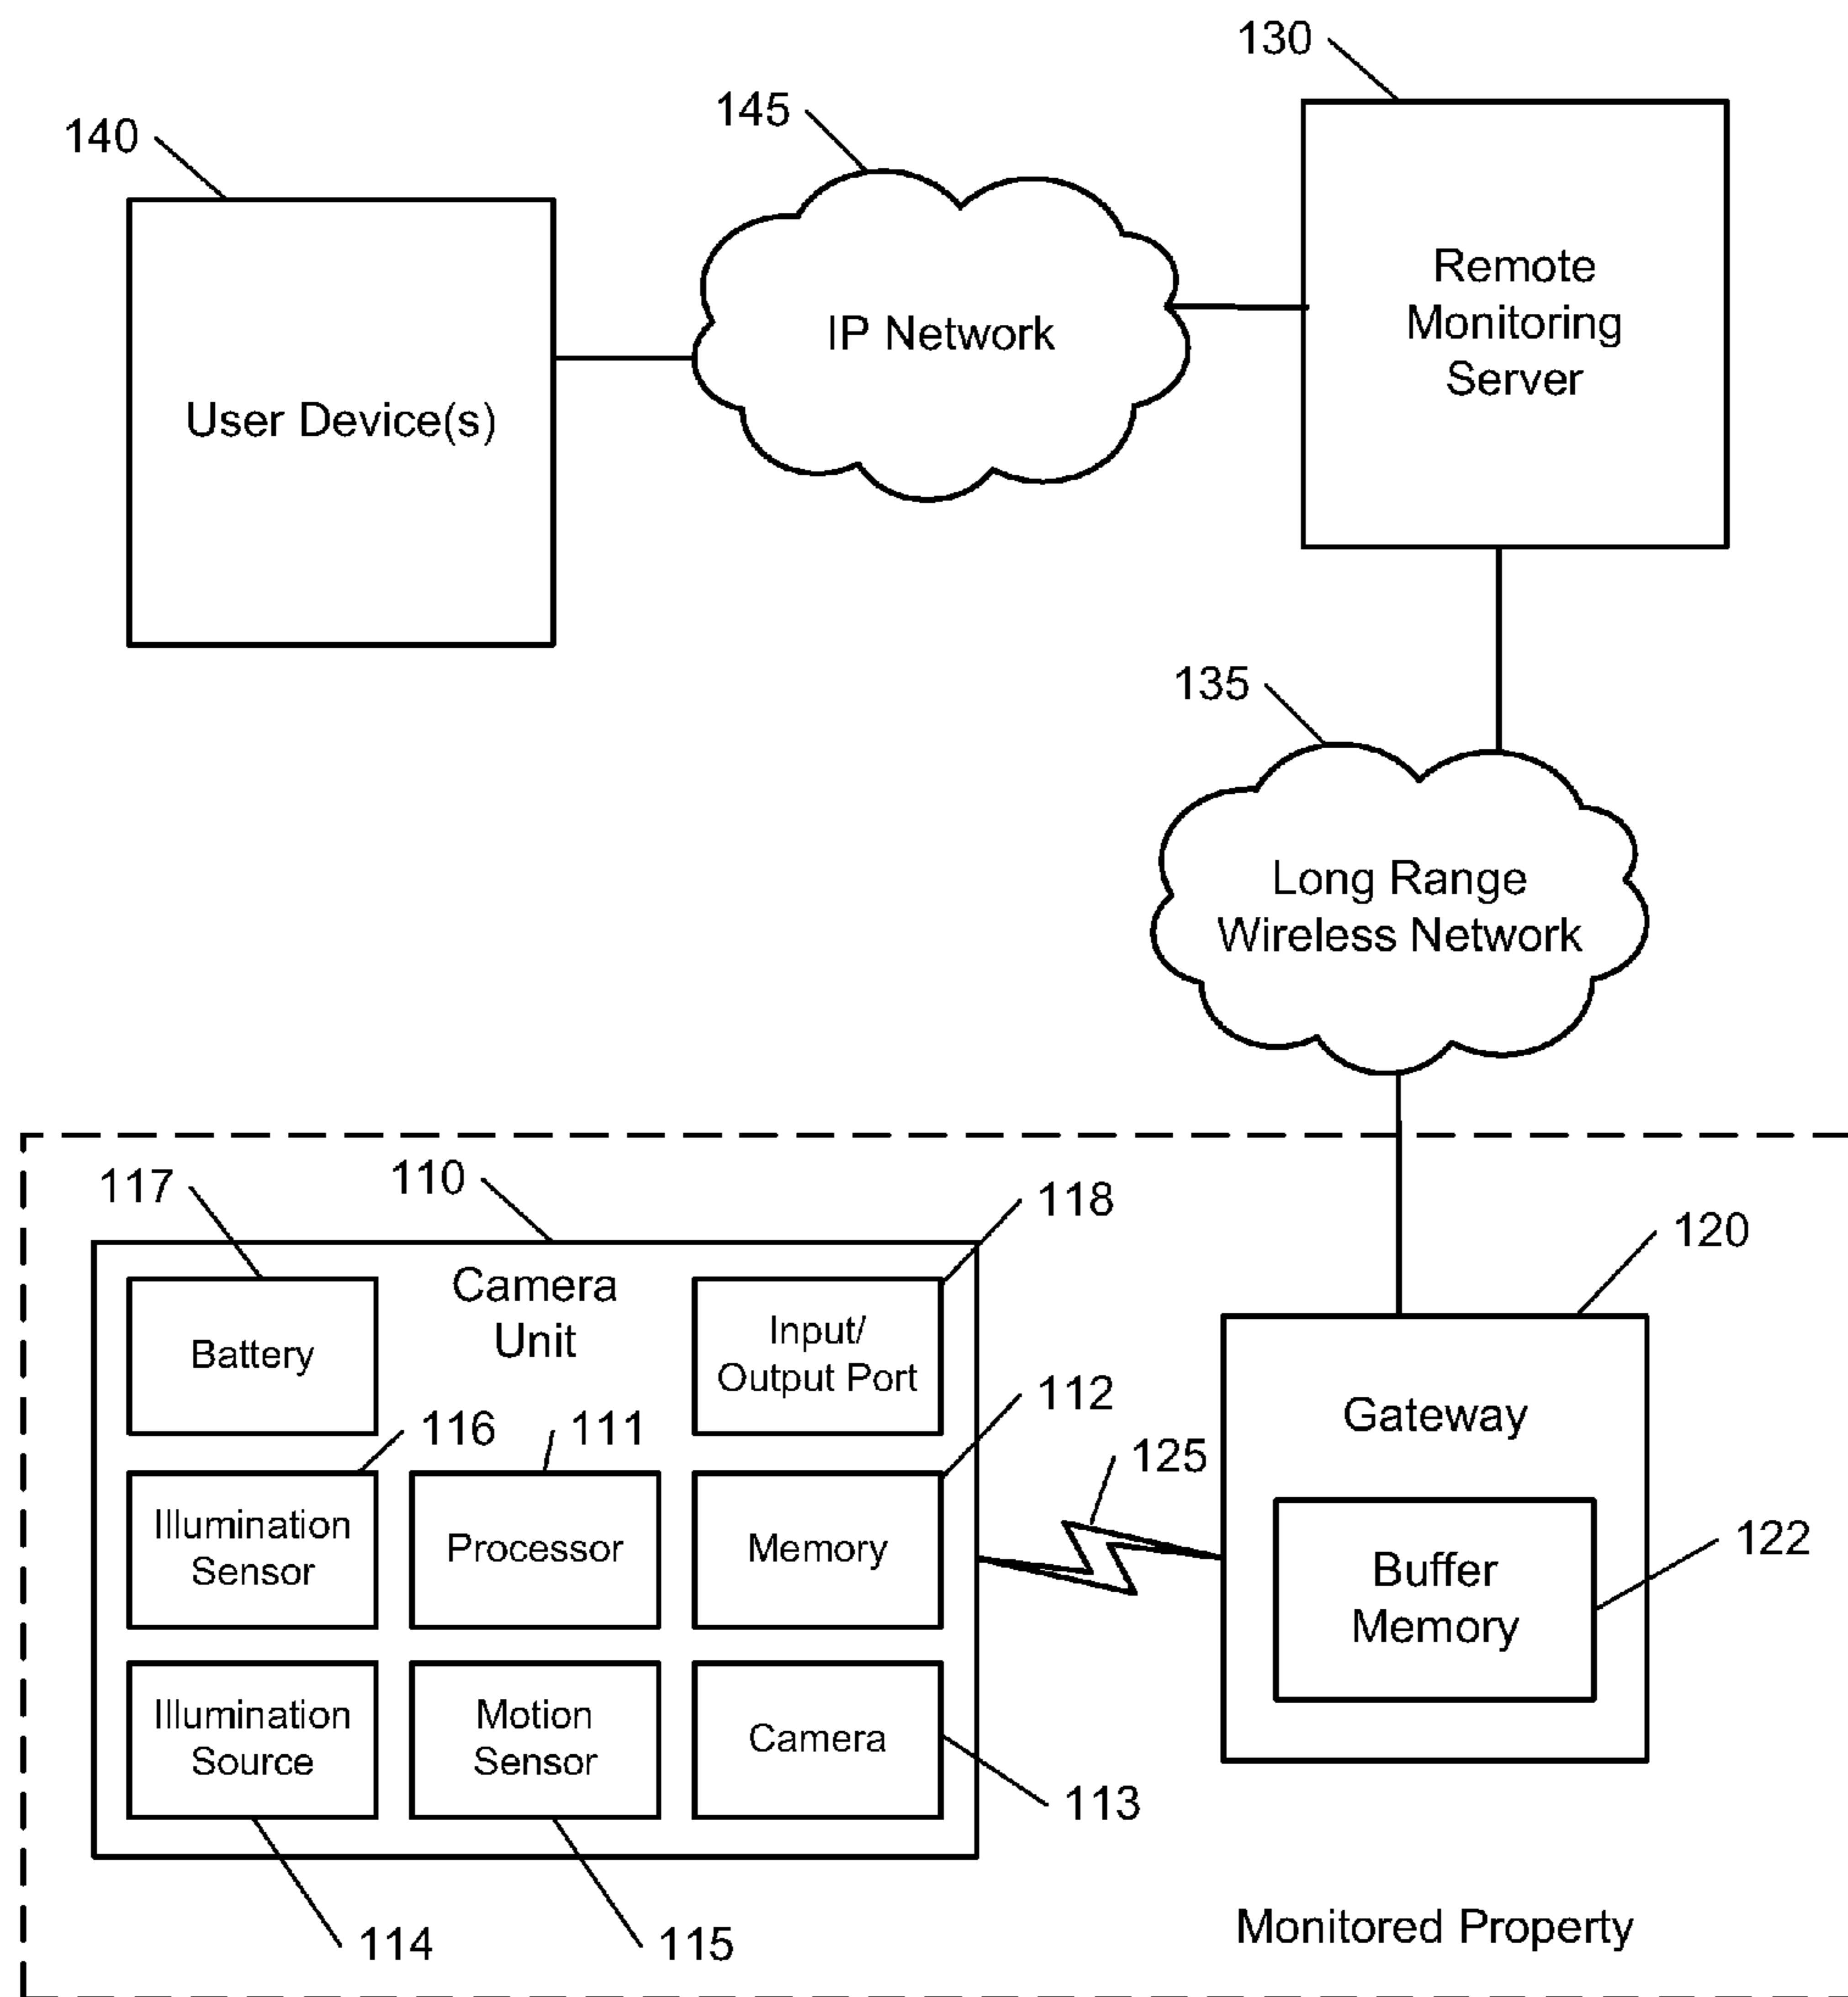 130
145
140
Remote
Monitoring
Server
IP Network
User Device(s)
135
Long Range
Wireless Network
117
110
118
120
Camera
Unit
Battery
Input/
Output Port
112
116
111
Gateway
125
Illumination
Sensor
Processor
Memory
122
Buffer
Memory
Illumination
Source
Motion
Sensor
Camera
113
114
115
Monitored Property